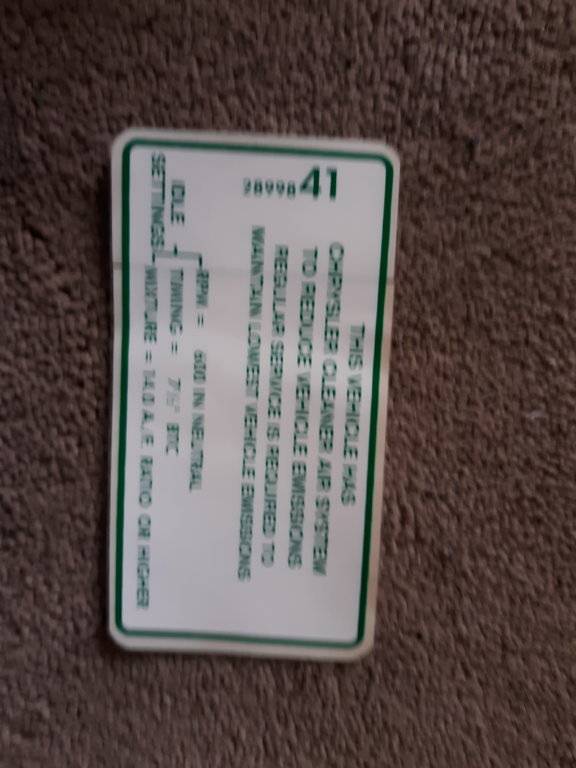 THIS VEHICLE HAS
CHRYSLER CLEANER AIR SYSTEM
TO REDUCE VEHICLE EMISSIONS
REGULAR SERVICE IS REQUIRED TO
MAINTAIN LOWEST VEHICLE EMISSIONS
41
IDLE SETTINGS
RPM = 600 IN NEUTRAL
TIMING = BTC
MIXTURE = 14.0 A/F RATIO OR HIGHER